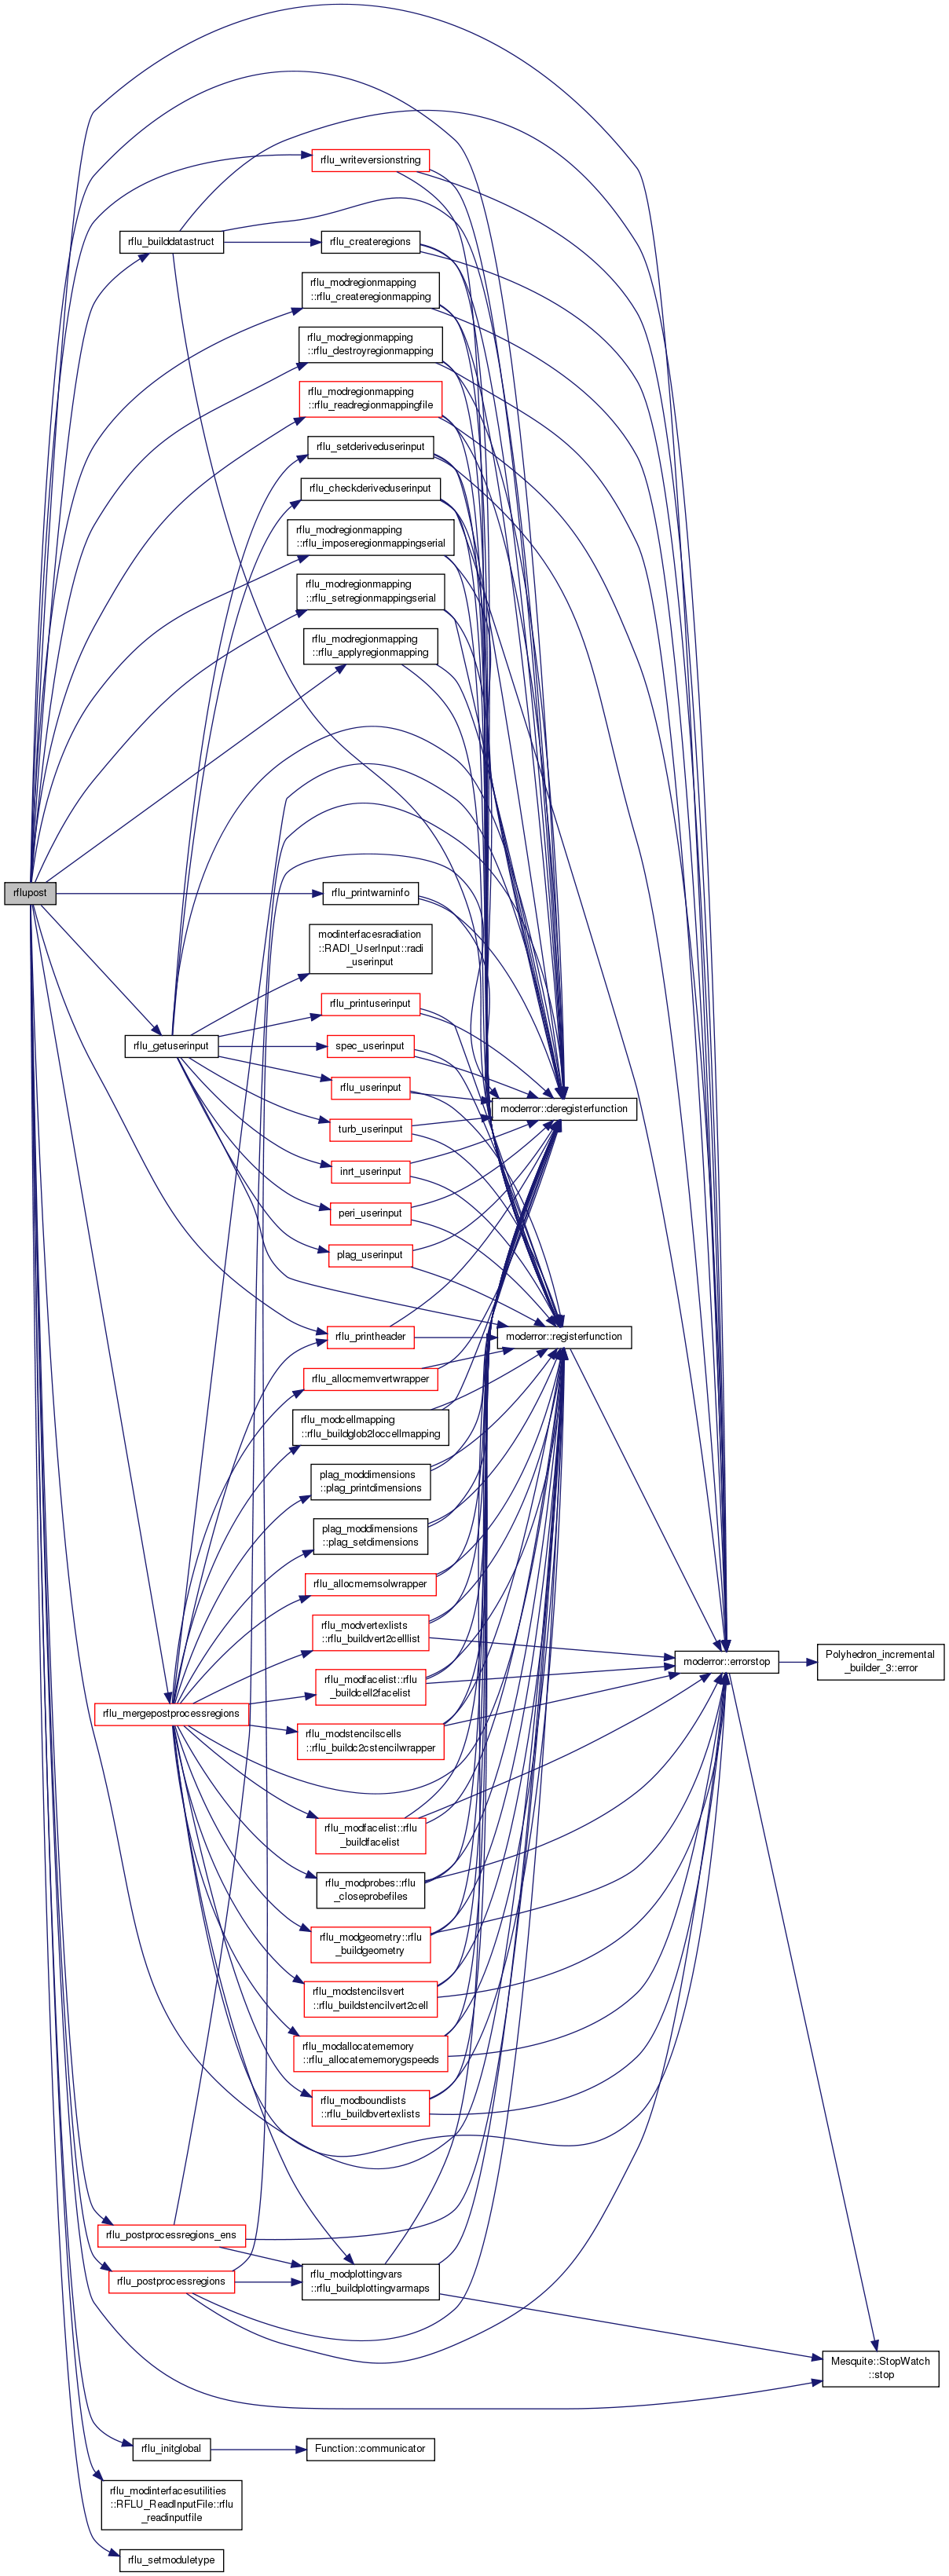 rflu_writeversionstring
rflu_builddatastruct
rflu_createregions
rflu_modregionmapping
::rflu_createregionmapping
rflu_modregionmapping
::rflu_destroyregionmapping
rflu_modregionmapping
::rflu_readregionmappingfile
rflu_setderiveduserinput
rflu_checkderiveduserinput
rflu_modregionmapping
::rflu_imposeregionmappingserial
rflu_modregionmapping
::rflu_setregionmappingserial
rflu_modregionmapping
::rflu_applyregionmapping
rflupost
rflu_printwarninfo
modinterfacesradiation
::RADI_UserInput::radi
_userinput
rflu_printuserinput
rflu_getuserinput
spec_userinput
rflu_userinput
moderror::deregisterfunction
turb_userinput
inrt_userinput
peri_userinput
plag_userinput
rflu_printheader
moderror::registerfunction
rflu_allocmemvertwrapper
rflu_modcellmapping
::rflu_buildglob2loccellmapping
plag_moddimensions
::plag_printdimensions
plag_moddimensions
::plag_setdimensions
rflu_allocmemsolwrapper
rflu_modvertexlists
::rflu_buildvert2celllist
moderror::errorstop
Polyhedron_incremental
_builder_3::error
rflu_modfacelist::rflu
_buildcell2facelist
rflu_mergepostprocessregions
rflu_modstencilscells
::rflu_buildc2cstencilwrapper
rflu_modfacelist::rflu
_buildfacelist
rflu_modprobes::rflu
_closeprobefiles
rflu_modgeometry::rflu
_buildgeometry
rflu_modstencilsvert
::rflu_buildstencilvert2cell
rflu_modallocatememory
::rflu_allocatememorygspeeds
rflu_modboundlists
::rflu_buildbvertexlists
rflu_postprocessregions_ens
rflu_postprocessregions
rflu_modplottingvars
::rflu_buildplottingvarmaps
Mesquite::StopWatch
::stop
rflu_initglobal
Function::communicator
rflu_modinterfacesutilities
::RFLU_ReadInputFile::rflu
_readinputfile
rflu_setmoduletype